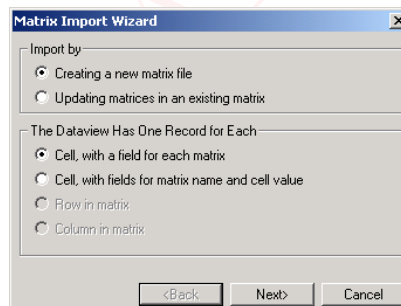 Matrix Import Wizard
Import by
Creating a new matrix file
Updating matrices in an existing matrix
The Dataview Has One Record for Each
Cell, with a field for each matrix
Cell, with fields for matrix name and cell value
Row in matrix
Column in matrix
<Back Next> Cancel